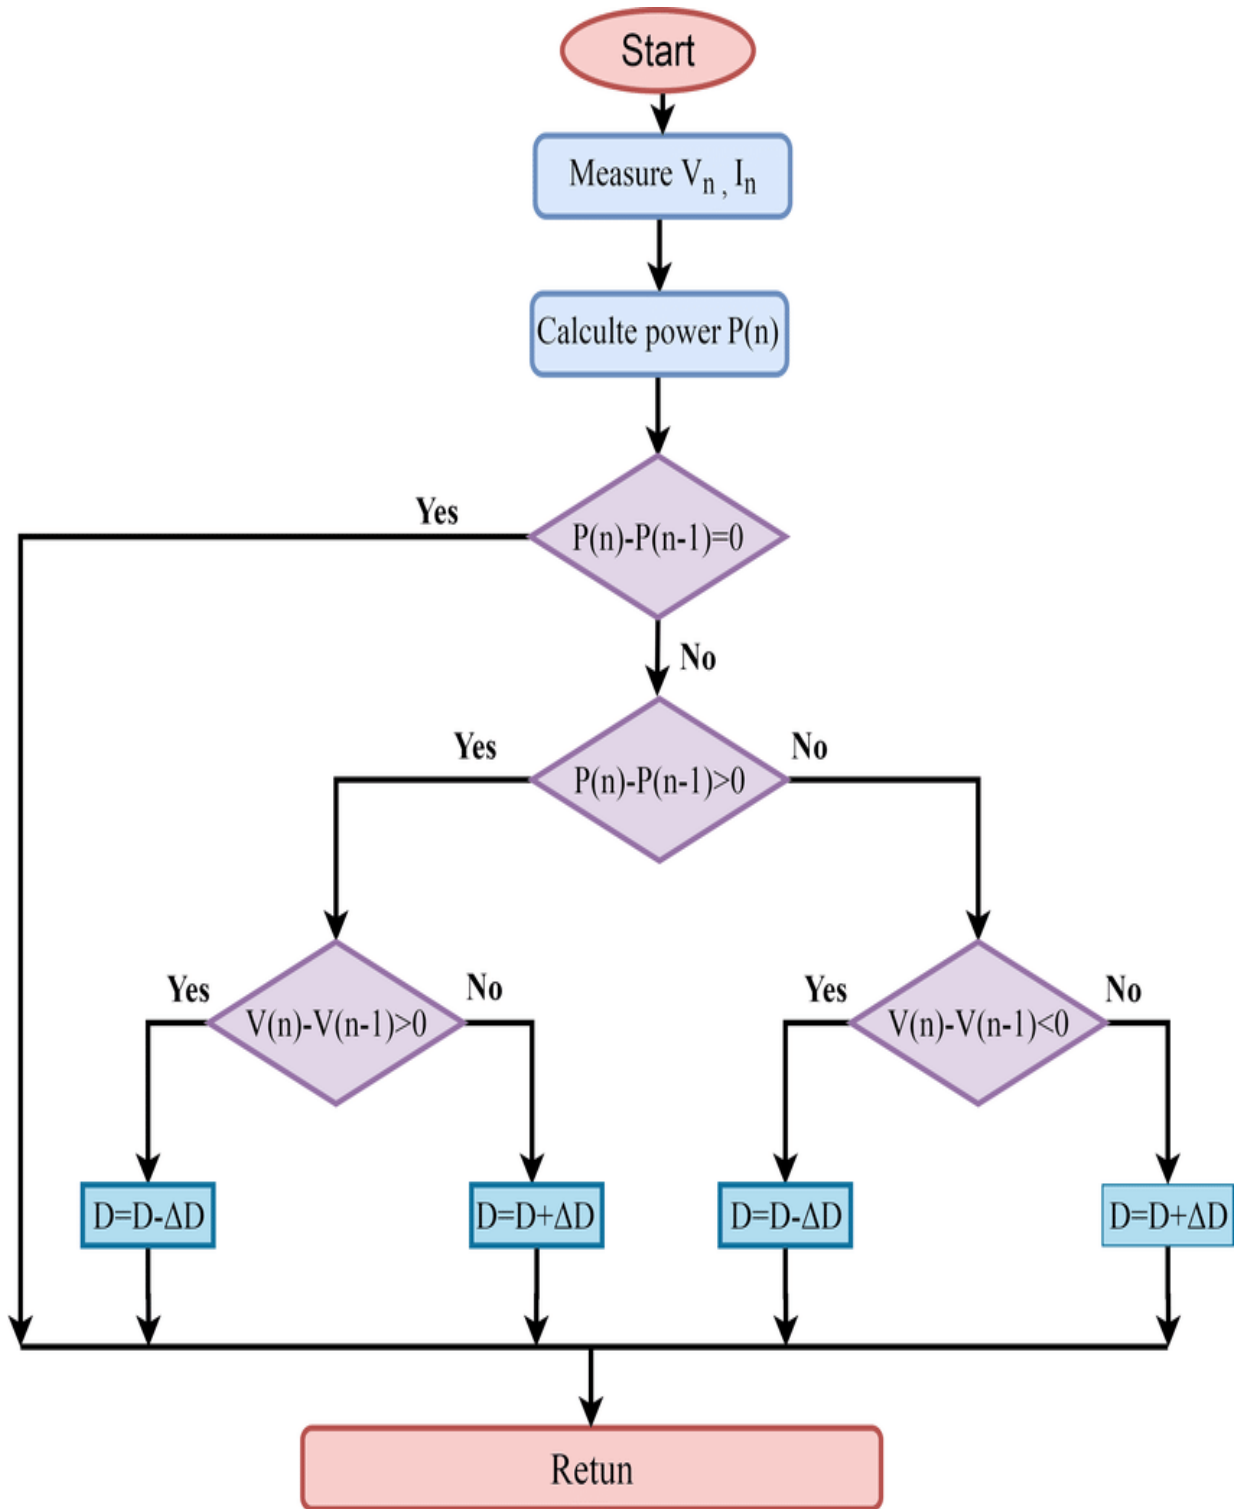 Start
Measure Vn , In
Calculte power P(n)
Yes
P(n)-P(n-1)=0
No
Yes
No
P(n)-P(n-1)>0
Yes
No
V(n)-V(n-1)>0
Yes
No
V(n)-V(n-1)<0
D=D-ΔD
D=D+ΔD
D=D-ΔD
D=D+ΔD
Retun